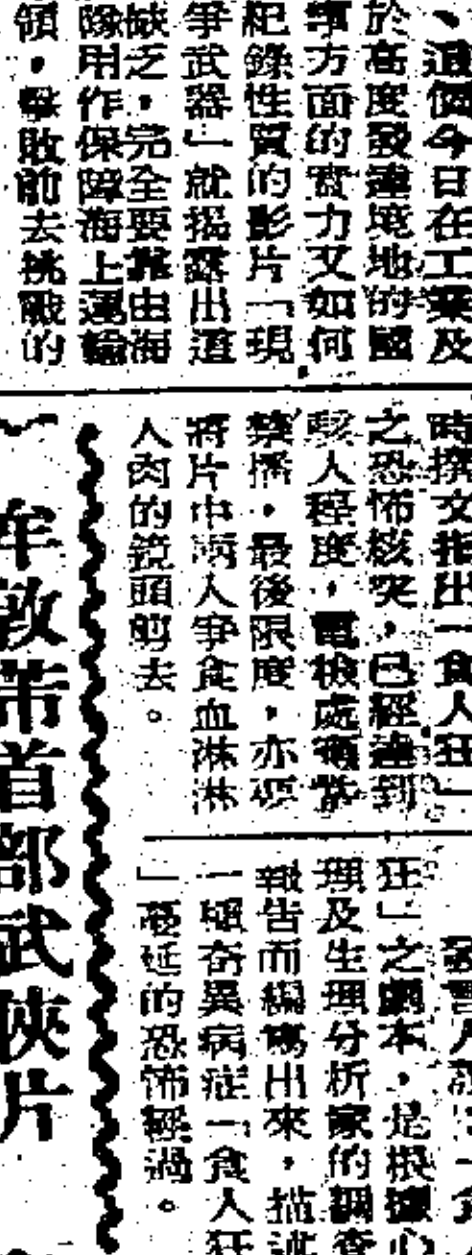 、這個今日在工業及
於高度發達境地的國
事方面的實力又如何
紀錄性質的影片「現
爭武器」就揭露出這
缺乏，完全要靠由海
隊用作保障海上運輸
領，擊敗前去挑戰的
時撰文指出「食人狂」
之恐怖核突，已經達到
駭人程度，電檢處須
禁播，最後限度，亦
將片中兩人爭食血淋淋
人肉的鏡頭剪去。
狂」之劇本，是根據心
理及生理分析家的調查
報告而編寫出來，描述
一種奇異病症「食人狂
」蔓延的恐怖經過。
牟敦蒂首部武俠片